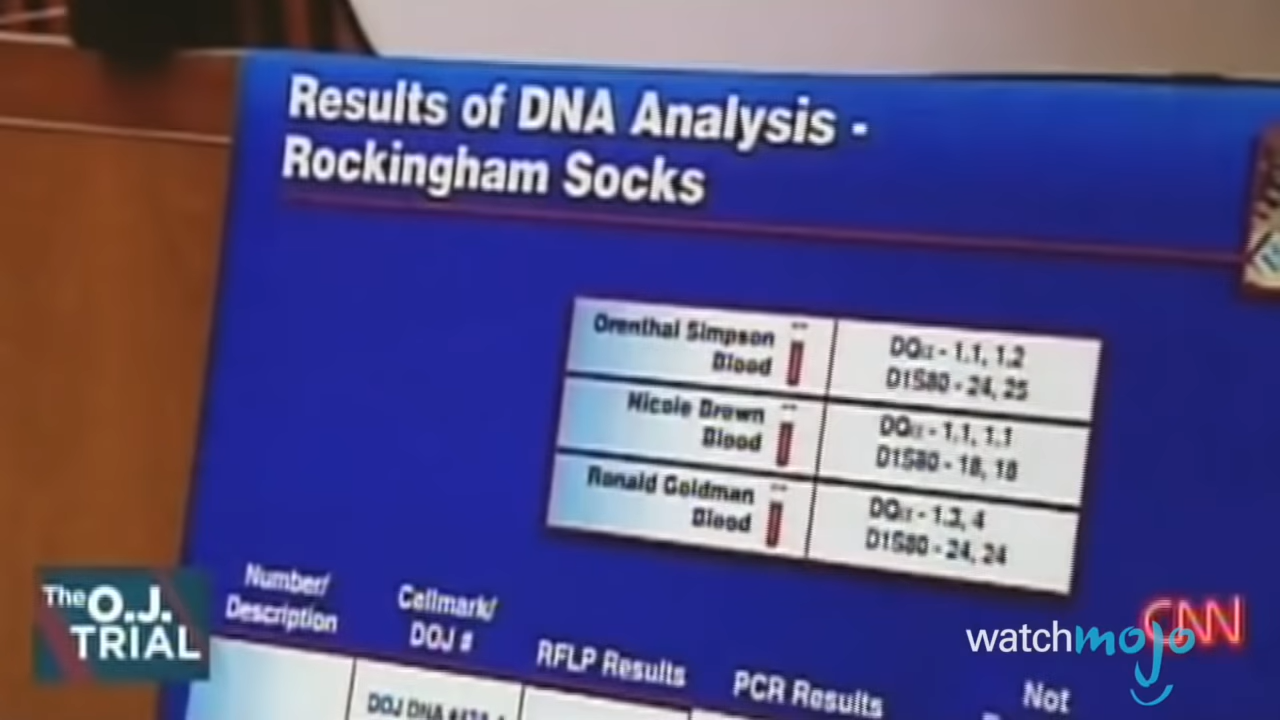 Results of DNA Analysis -
Rockingham Socks
Orenthal Simpson
Blood
DQα - 1.1, 1.2
D1S80 - 24, 25
Nicole Brown
Blood
DQα - 1.1, 1.1
D1S80 - 18, 18
Ronald Goldman
Blood
DQα - 1.3, 4
D1S80 - 24, 24
Number/
Description
Cellmark/
DOJ #
RFLP Results
PCR Results
Not
DOJ DNA
The O.J.
TRIAL
CNN
watchmojo